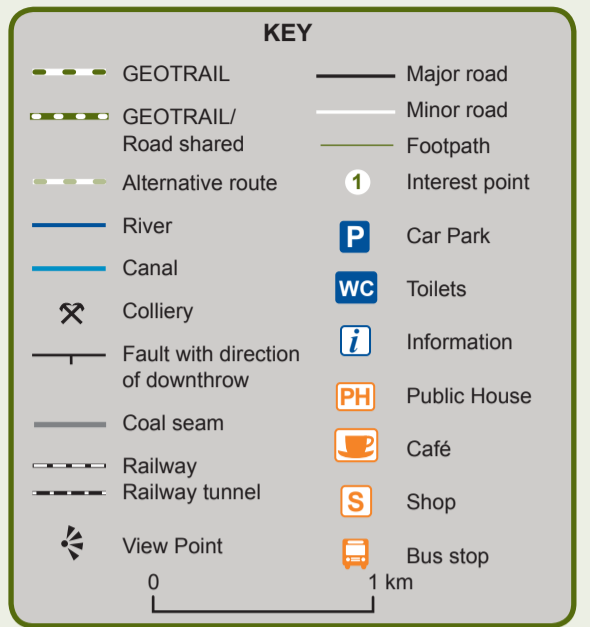 KEY
GEOTRAIL
GEOTRAIL/
Road shared
Alternative route
River
Canal
Colliery
Fault with direction
of downthrow
Coal seam
Railway
Railway tunnel
View Point
Major road
Minor road
Footpath
1 Interest point
P Car Park
WC Toilets
i Information
PH Public House
Café
S Shop
Bus stop
0 1 km